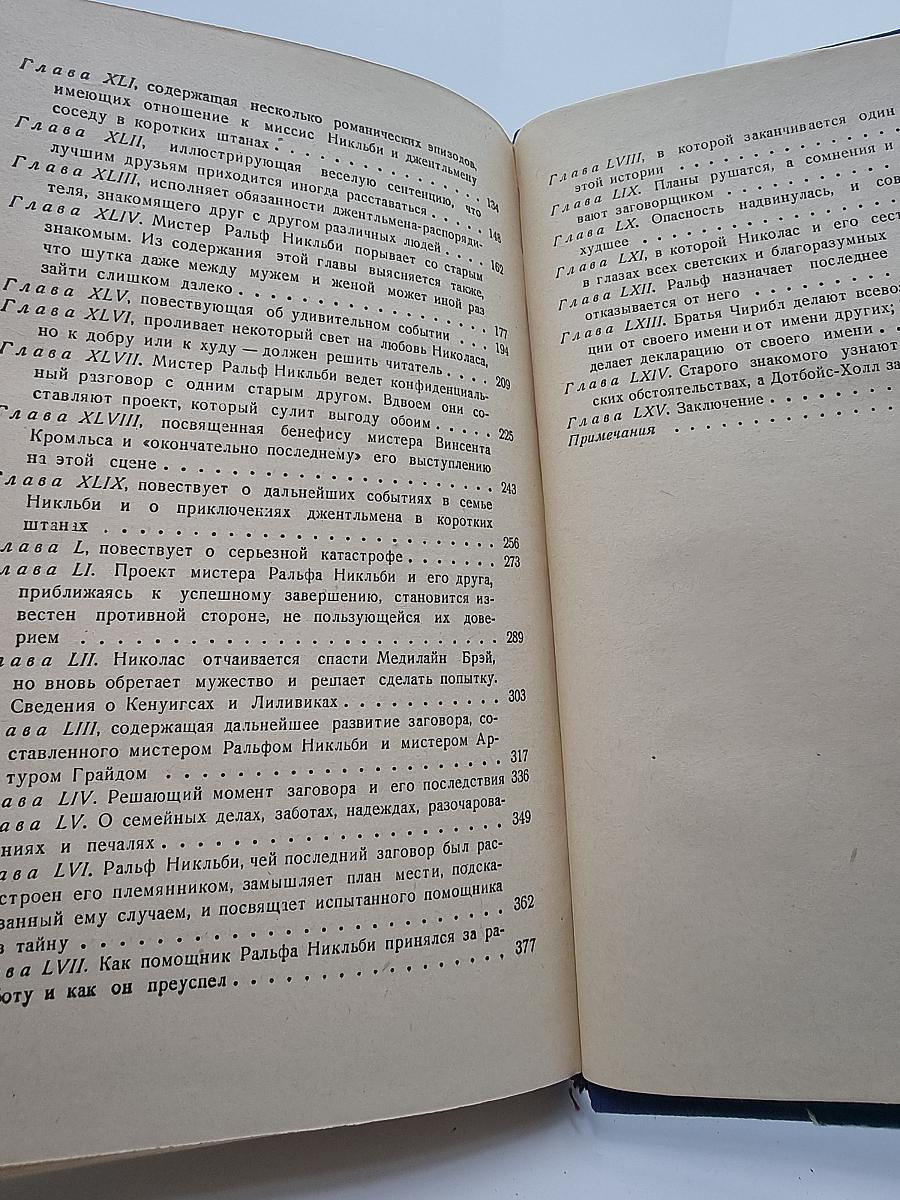 Глава XLI, содержащая несколько романических эпизодов,
имеющих отношение к миссис Никльби и джентльмену
соседу в коротких штанах . . . . . . . . . . . . 134
Глава XLII, иллюстрирующая веселую сентенцию, что
лучшим друзьям приходится иногда расставаться . . . 148
Глава XLIII, исполняет обязанности джентльмена-распоряди-
теля, знакомящего друг с другом различных людей . . . . 162
Глава XLIV. Мистер Ральф Никльби порывает со старым
знакомым. Из содержания этой главы выясняется также,
что шутка даже между мужем и женой может иной раз
зайти слишком далеко . . . . . . . . . . . . . . 177
Глава XLV, повествующая об удивительном событии . . . 194
Глава XLVI, проливает некоторый свет на любовь Николаса,
но к добру или к худу — должен решить читатель . . . . 209
Глава XLVII. Мистер Ральф Никльби ведет конфиденциаль-
ный разговор с одним старым другом. Вдвоем они со-
ставляют проект, который сулит выгоду обоим . . . . . 225
Глава XLVIII, посвященная бенефису мистера Винсента
Кромльса и «окончательно последнему» его выступлению
на этой сцене . . . . . . . . . . . . . . . . . . 243
лава XLIX, повествует о дальнейших событиях в семье
Никльби и о приключениях джентльмена в коротких
штанах . . . . . . . . . . . . . . . . . . . . . 256
лава L, повествует о серьезной катастрофе . . . . . . . 273
лава LI. Проект мистера Ральфа Никльби и его друга,
приближаясь к успешному завершению, становится из-
вестен противной стороне, не пользующейся их дове-
рием . . . . . . . . . . . . . . . . . . . . . . 289
лава LII. Николас отчаивается спасти Медилайн Брэй,
но вновь обретает мужество и решает сделать попытку.
Сведения о Кенуигсах и Лиливиках . . . . . . . . . . . 303
ава LIII, содержащая дальнейшее развитие заговора, со-
ставленного мистером Ральфом Никльби и мистером Ар-
туром Грайдом . . . . . . . . . . . . . . . . . . 317
ава LIV. Решающий момент заговора и его последствия 336
ава LV. О семейных делах, заботах, надеждах, разочарова-
ниях и печалях . . . . . . . . . . . . . . . . . . 349
ава LVI. Ральф Никльби, чей последний заговор был рас-
строен его племянником, замышляет план мести, подска-
занный ему случаем, и посвящает испытанного помощника
в тайну . . . . . . . . . . . . . . . . . . . . . 362
ва LVII. Как помощник Ральфа Никльби принялся за ра-
боту и как он преуспел . . . . . . . . . . . . . . 377
Глава LVIII, в которой заканчивается один
этой истории . . . . . . . . . .
Глава LIX. Планы рушатся, а сомнения и
вают заговорщиком . . . . . . . .
Глава LX. Опасность надвинулась, и сов
худшее . . . . . . . . . . . . .
Глава LXI, в которой Николас и его сест
в глазах всех светских и благоразумных
Глава LXII. Ральф назначает последнее
отказывается от него . . . . . . .
Глава LXIII. Братья Чирибл делают всево
ции от своего имени и от имени других;
делает декларацию от своего имени . .
Глава LXIV. Старого знакомого узнают
ских обстоятельствах, а Дотбойс-Холл за
Глава LXV. Заключение . . . . . . . .
Примечания . . . . . . . . . . . . .